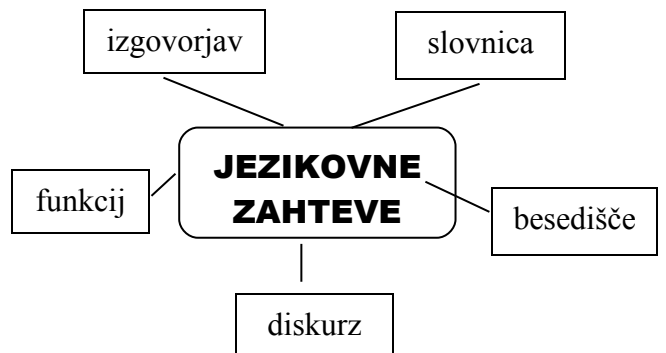 izgovorjav
slovnica
JEZIKOVNE
ZAHTEVE
funkcij
besedišče
diskurz